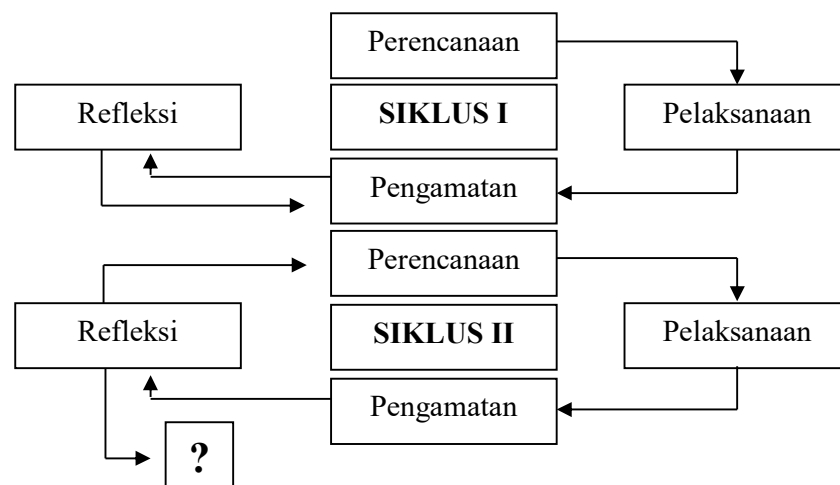 Perencanaan
Refleksi
SIKLUS I
Pelaksanaan
Pengamatan
Perencanaan
Refleksi
SIKLUS II
Pelaksanaan
Pengamatan
?